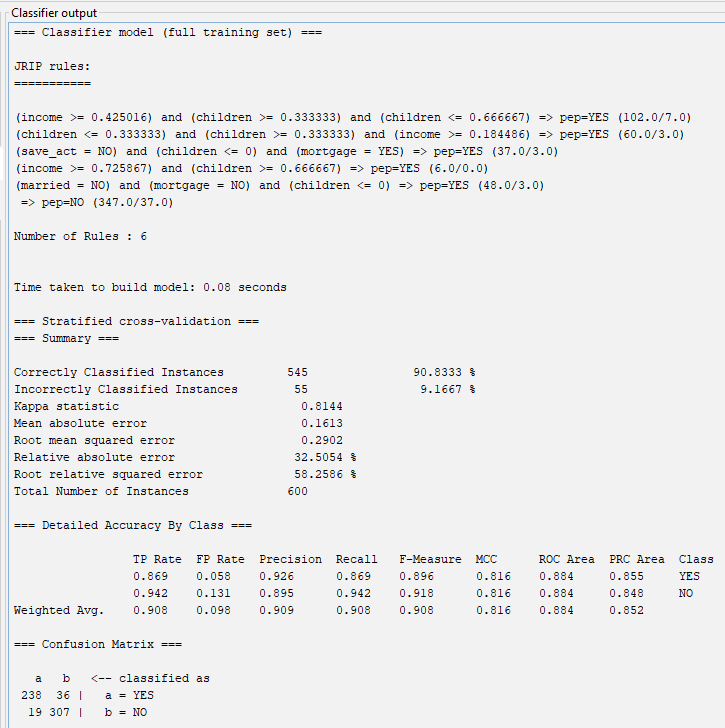 Classifier output
=== Classifier model (full training set) ===
JRIP rules:
===========
(income >= 0.425016) and (children >= 0.333333) and (children <= 0.666667) => pep=YES (102.0/7.0)
(children <= 0.333333) and (children >= 0.333333) and (income >= 0.184486) => pep=YES (60.0/3.0)
(save_act = NO) and (children <= 0) and (mortgage = YES) => pep=YES (37.0/3.0)
(income >= 0.725867) and (children >= 0.666667) => pep=YES (6.0/0.0)
(married = NO) and (mortgage = NO) and (children <= 0) => pep=YES (48.0/3.0)
=> pep=NO (347.0/37.0)
Number of Rules : 6
Time taken to build model: 0.08 seconds
=== Stratified cross-validation ===
=== Summary ===
Correctly Classified Instances 545 90.8333 %
Incorrectly Classified Instances 55 9.1667 %
Kappa statistic 0.8144
Mean absolute error 0.1613
Root mean squared error 0.2902
Relative absolute error 32.5054 %
Root relative squared error 58.2586 %
Total Number of Instances 600
=== Detailed Accuracy By Class ===
TP Rate FP Rate Precision Recall F-Measure MCC ROC Area PRC Area Class
0.869 0.058 0.926 0.869 0.896 0.816 0.884 0.855 YES
0.942 0.131 0.895 0.942 0.918 0.816 0.884 0.848 NO
Weighted Avg. 0.908 0.098 0.909 0.908 0.908 0.816 0.884 0.852
=== Confusion Matrix ===
a b <-- classified as
238 36 | a = YES
19 307 | b = NO